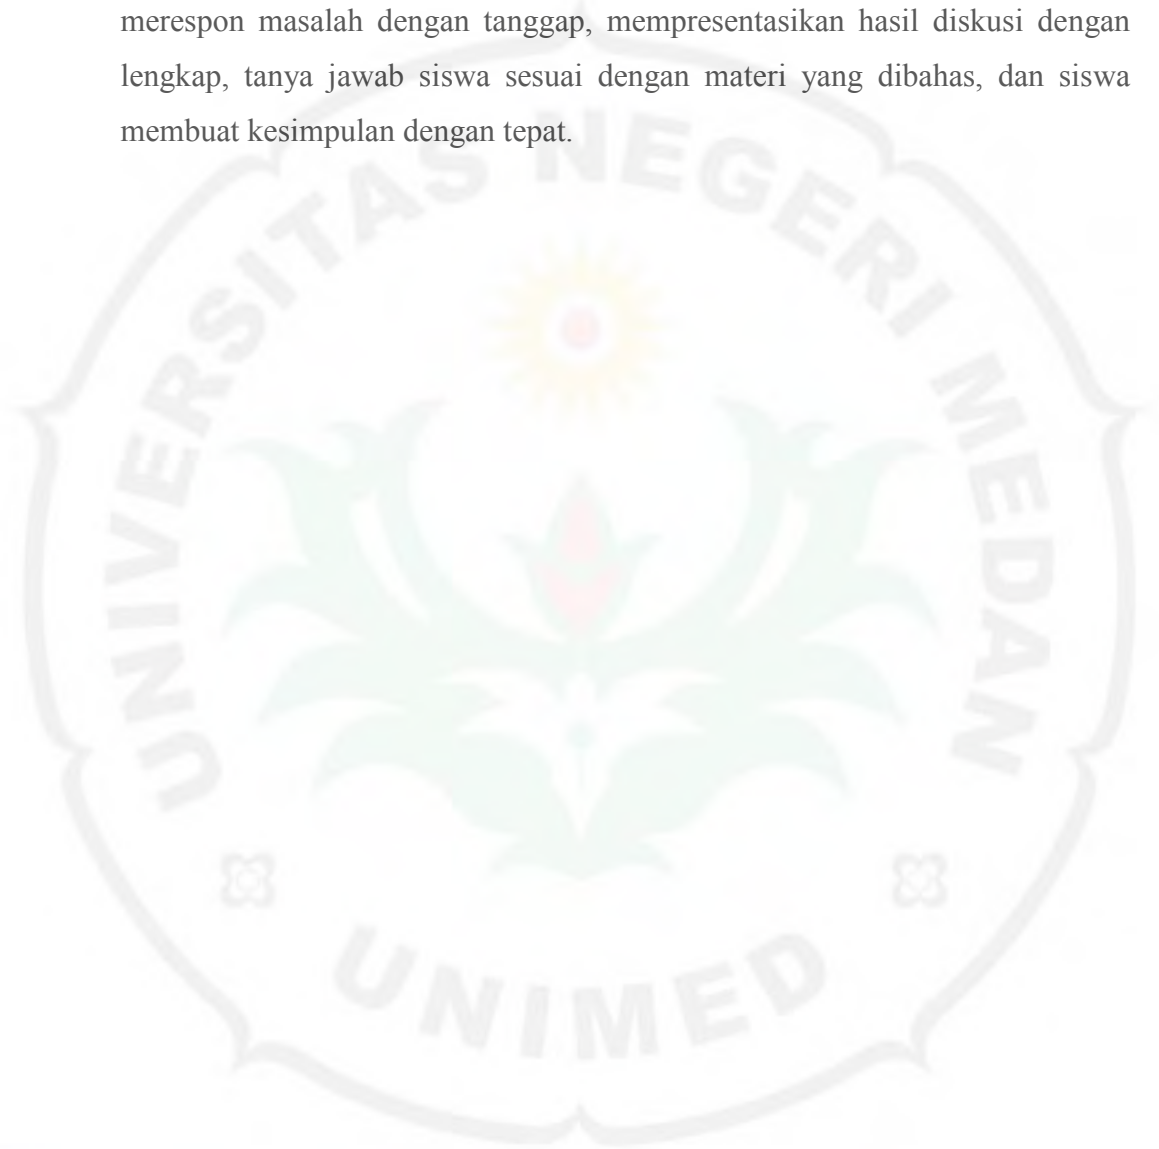 merespon masalah dengan tanggap, mempresentasikan hasil diskusi dengan
lengkap, tanya jawab siswa sesuai dengan materi yang dibahas, dan siswa
membuat kesimpulan dengan tepat.
UNIVERSITAS NEGERI MEDAN
UNIMED